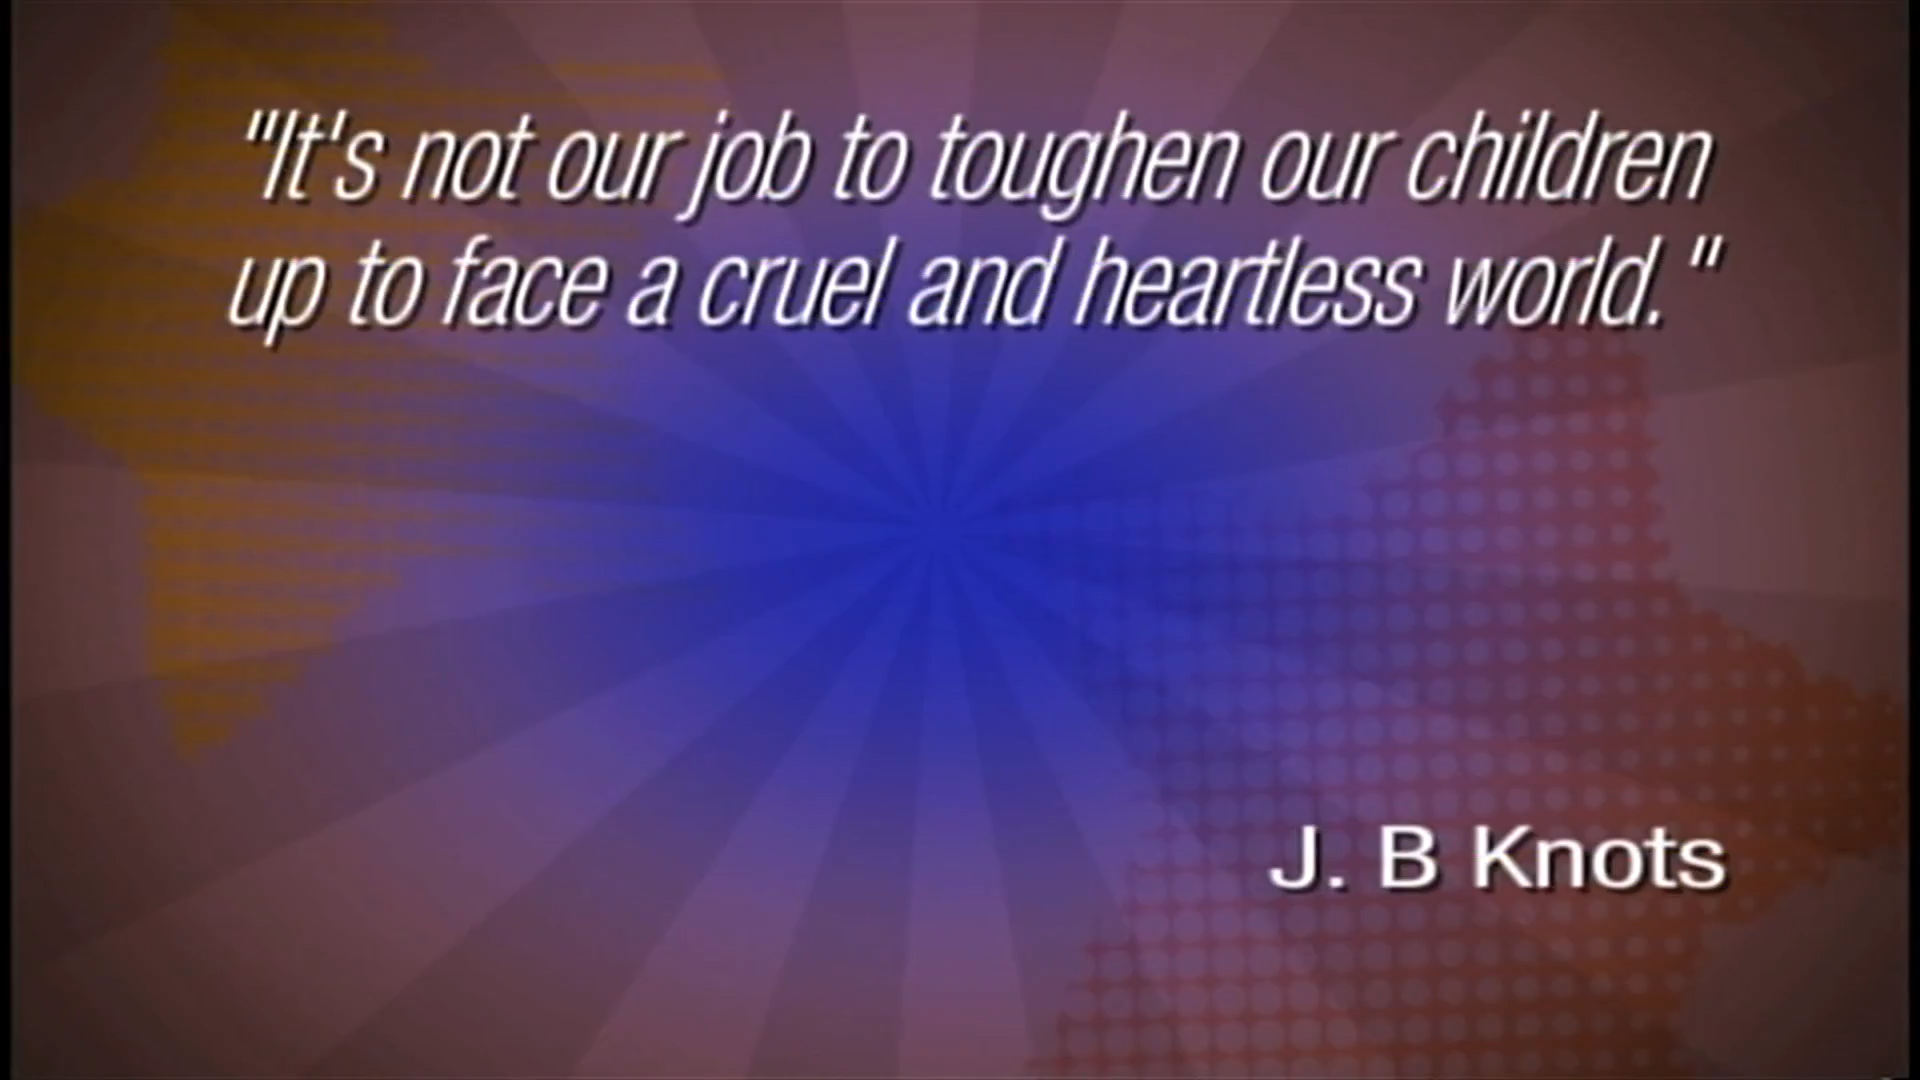 "It's not our job to toughen our children
up to face a cruel and heartless world."
J. B Knots